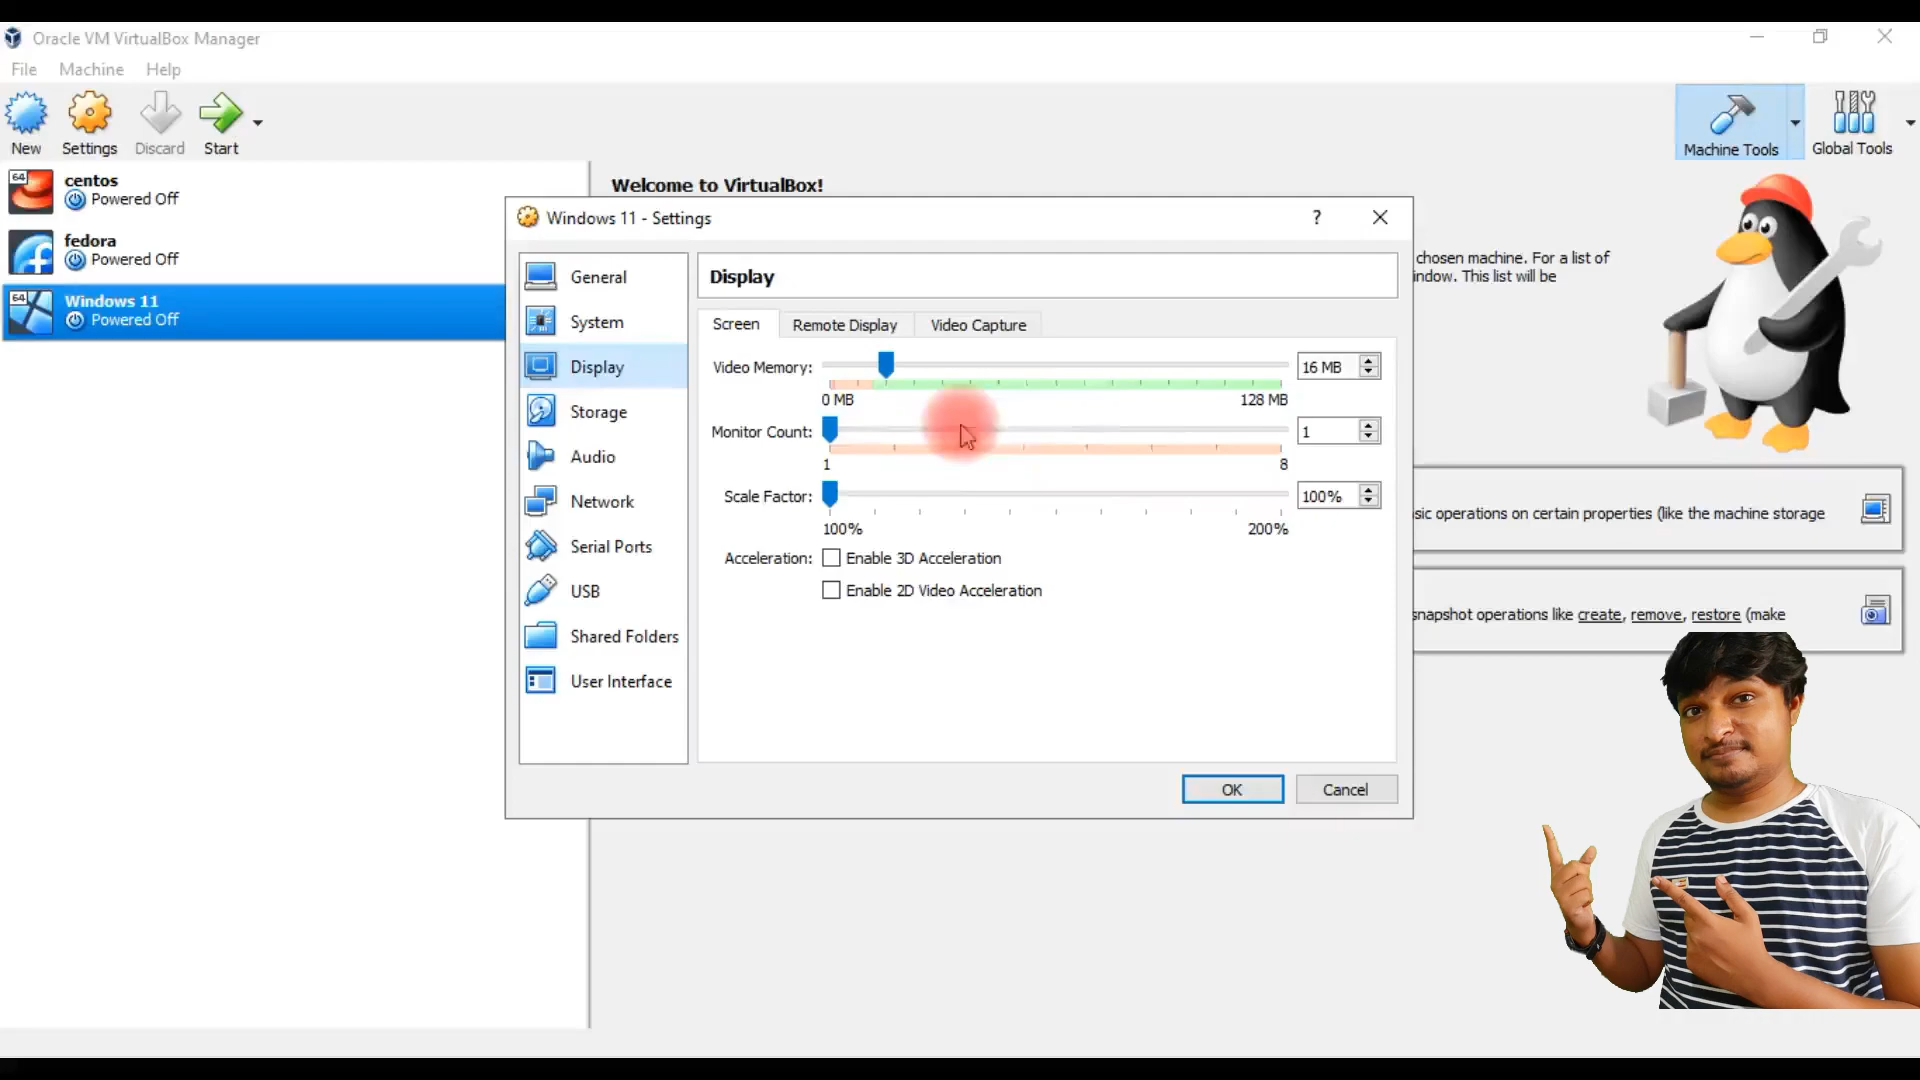 Oracle VM VirtualBox Manager
File Machine Help
New Settings Discard Start
Machine Tools Global Tools
64 centos
Powered Off
fedora
Powered Off
64 Windows 11
Powered Off
Welcome to VirtualBox!
chosen machine. For a list of
indow. This list will be
sic operations on certain properties (like the machine storage
snapshot operations like create, remove, restore (make
Windows 11 - Settings ?
General
System
Display
Storage
Audio
Network
Serial Ports
USB
Shared Folders
User Interface
Display
Screen Remote Display Video Capture
Video Memory: 16 MB
0 MB 128 MB
Monitor Count: 1
1 8
Scale Factor: 100%
100% 200%
Acceleration: Enable 3D Acceleration
Enable 2D Video Acceleration
OK Cancel